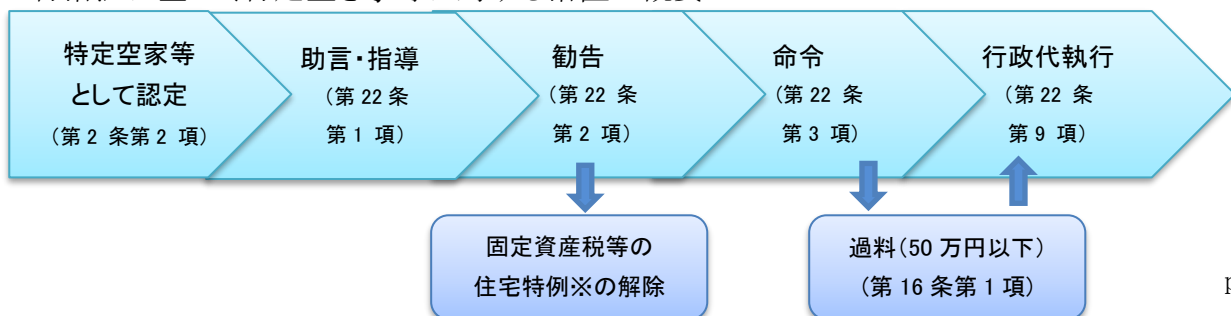 特定空家等
として認定
(第2 条第2 項)
助言・指導
(第 22 条
第 1 項)
勧告
(第 22 条
第 2 項)
命令
(第 22 条
第 3 項)
行政代執行
(第 22 条
第 9 項)
固定資産税等の
住宅特例※の解除
過料(50 万円以下)
(第 16 条第 1 項)
p